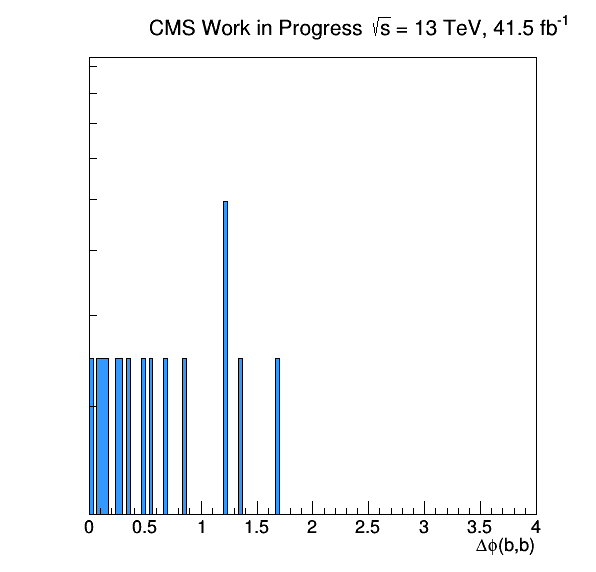 CMS Work in Progress √s = 13 TeV, 41.5 fb⁻¹
0 0.5 1 1.5 2 2.5 3 3.5 4
Δϕ(b,b)